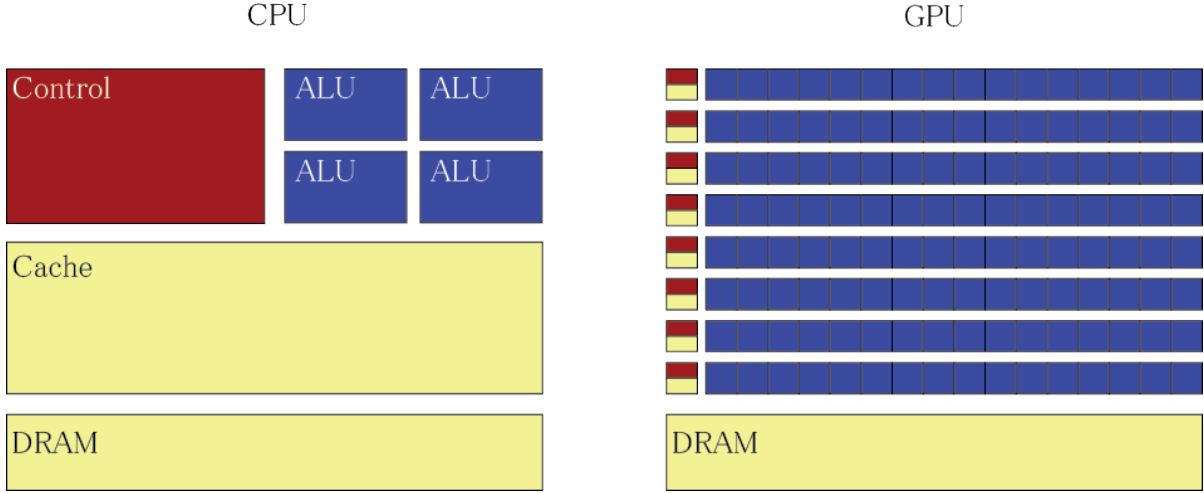 CPU
GPU
Control
ALU
ALU
ALU
ALU
Cache
DRAM
DRAM